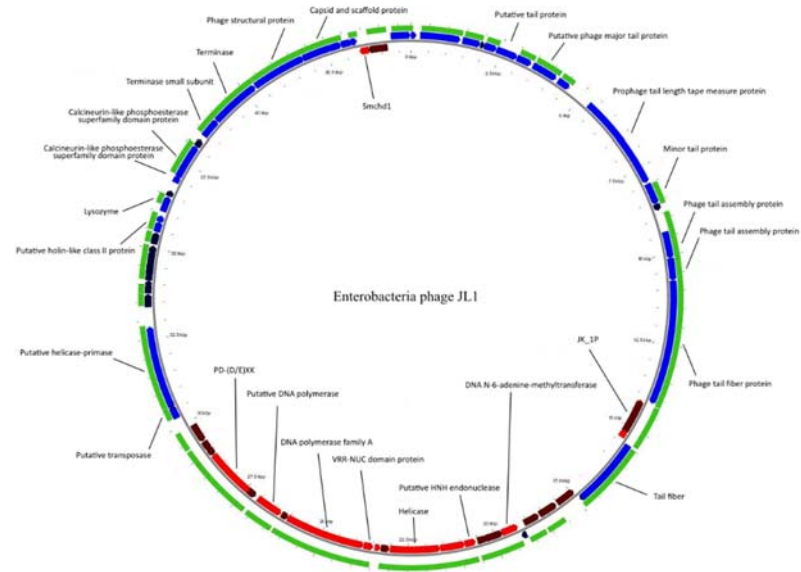 Phage structural protein
Capsid and scaffold protein
Putative tail protein
Putative phage major tail protein
Terminase
Terminase small subunit
Calcineurin-like phosphoesterase
superfamily domain protein
Calcineurin-like phosphoesterase
superfamily domain protein
Lysozyme
Putative holin-like class II protein
Smchd1
Prophage tail length tape measure protein
Minor tail protein
Phage tail assembly protein
Phage tail assembly protein
Enterobacteria phage JL1
JK_1P
Putative helicase-primase
PD-(D/E)XK
Putative DNA polymerase
DNA N-6-adenine-methyltransferase
Phage tail fiber protein
Putative transposase
DNA polymerase family A
VRR-NUC domain protein
Putative HNH endonuclease
Helicase
Tail fiber